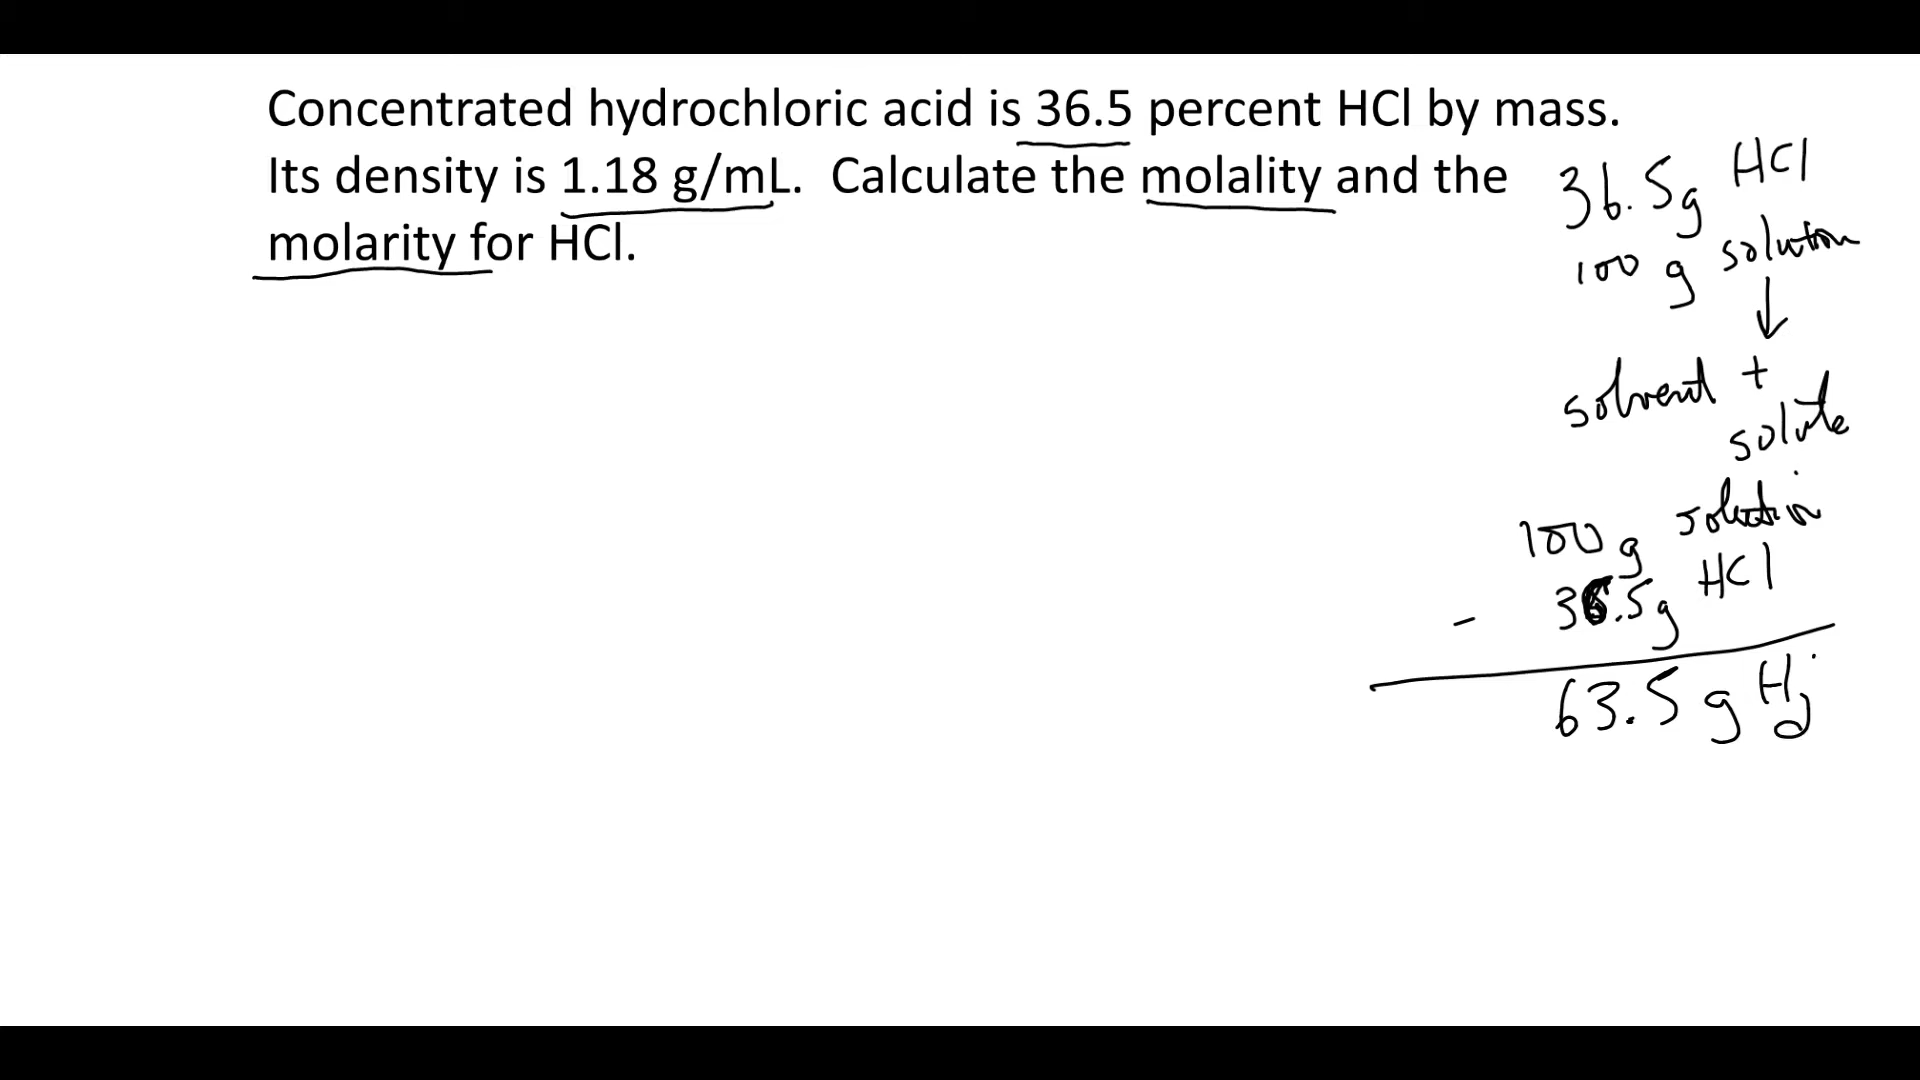 Concentrated hydrochloric acid is 36.5 percent HCl by mass.
Its density is 1.18 g/mL. Calculate the molality and the
molarity for HCl.
36.5g HCl
100 g solution
solvent +
solute
100 g solution
- 36.5g HCl
63.5 g